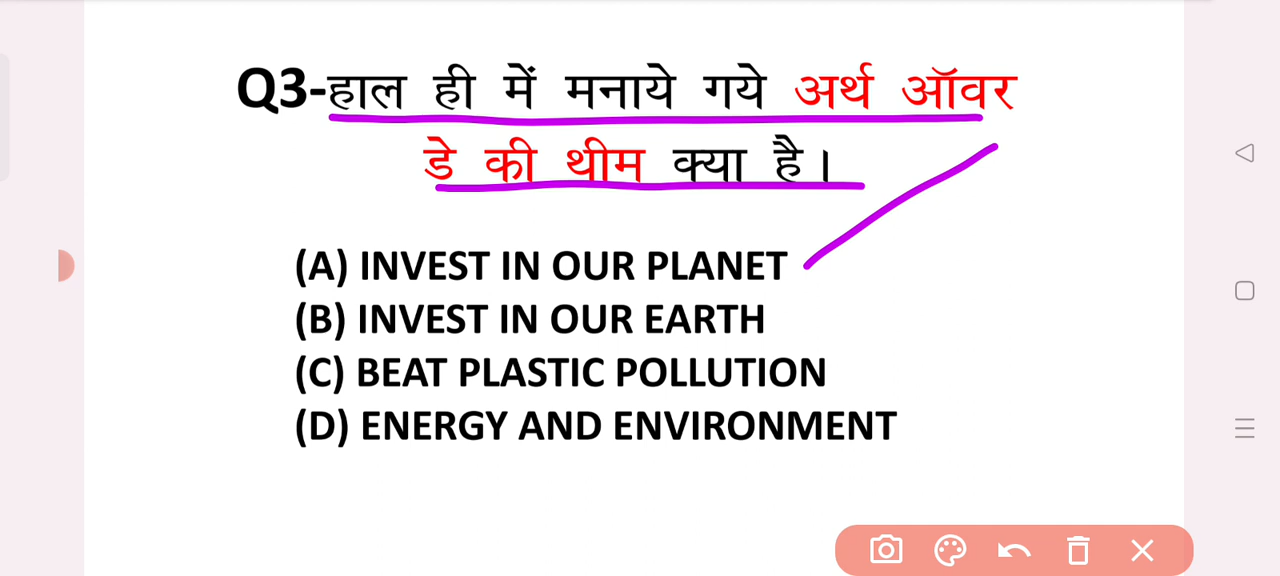 Q3-हाल ही में मनाये गये अर्थ ऑवर
डे की थीम क्या है।
(A) INVEST IN OUR PLANET
(B) INVEST IN OUR EARTH
(C) BEAT PLASTIC POLLUTION
(D) ENERGY AND ENVIRONMENT